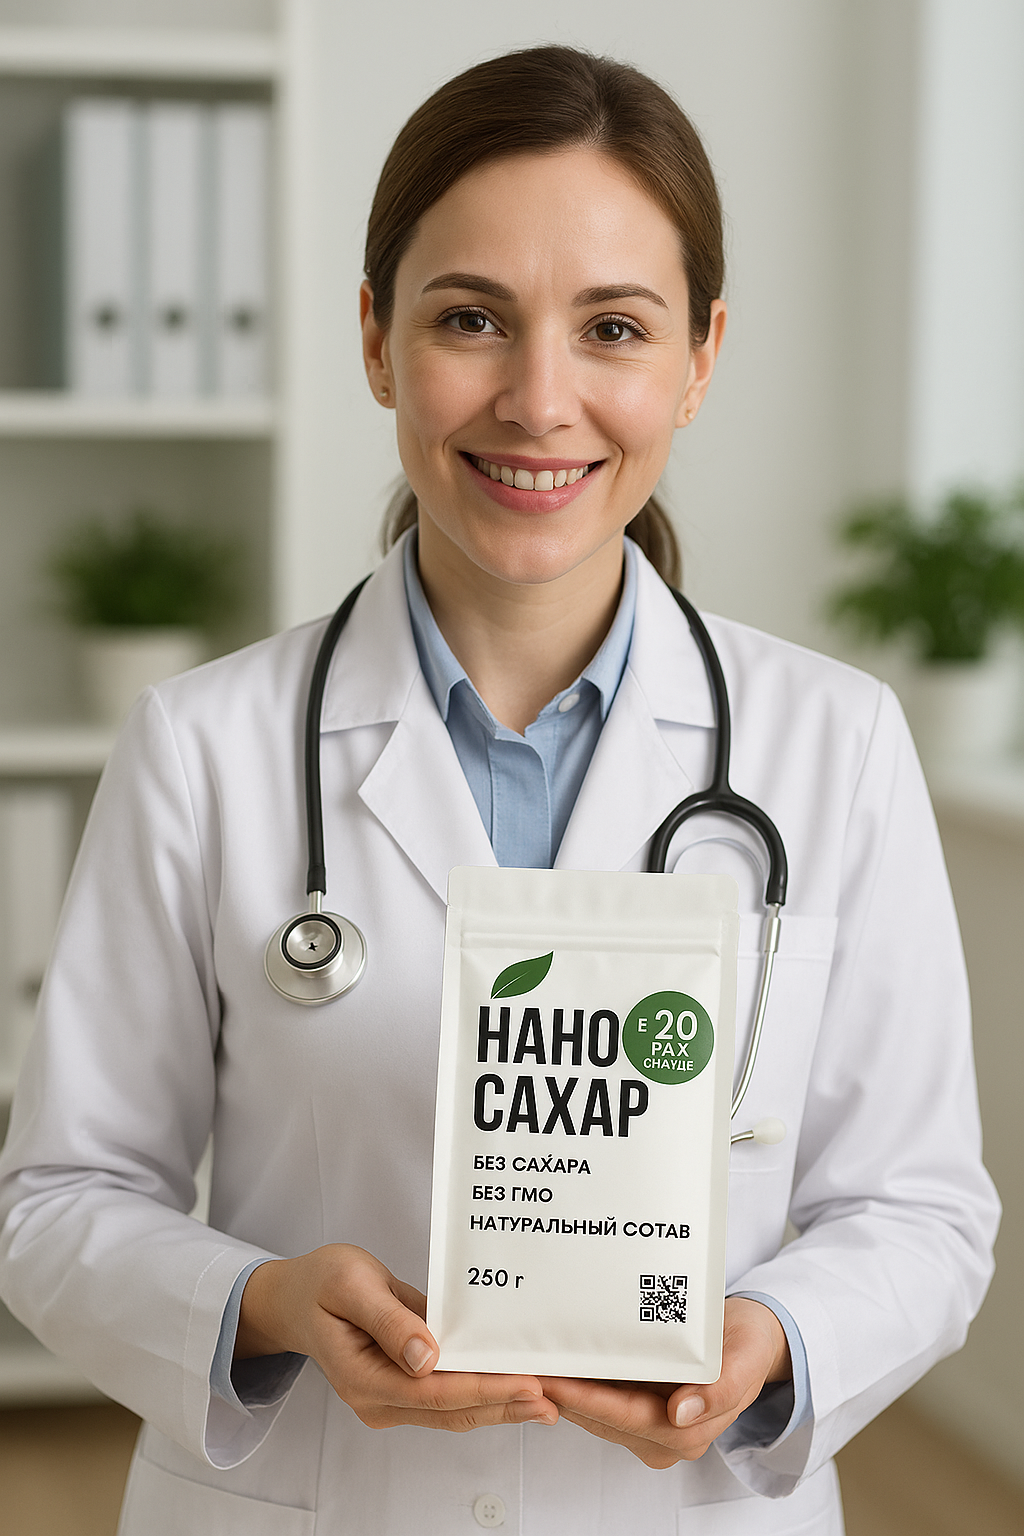 НАНО
САХАР
Е 20
РАХ
СНАУЦЕ
БЕЗ САХ́АРА
БЕЗ ГМО
НАТУРАЛЬНЫЙ СОТАВ
250 г